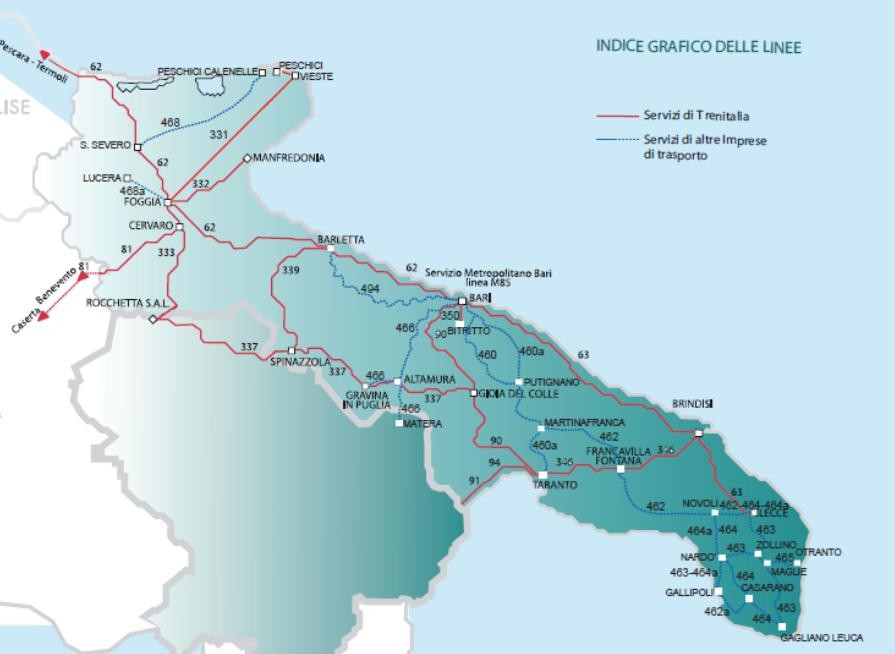 INDICE GRAFICO DELLE LINEE
Servizi di Trenitalia
Servizi di altre Imprese
di trasporto
Pescara - Termoli
62
LISE
PESCHICI CALENELLE
PESCHICI
VIESTE
468
331
S. SEVERO
62
MANFREDONIA
LUCERA
468a
332
FOGGIA
CERVARO
62
81
333
BARLETTA
339
62
Servizio Metropolitano Bari
linea M85
81
Benevento
Caserta
494
BARI
ROCCHETTA S.A.L.
350
466
90
BITRITTO
337
460
460a
63
SPINAZZOLA
337
466
ALTAMURA
PUTIGNANO
GRAVINA
IN PUGLIA
337
GIOIA DEL COLLE
466
BRINDISI
MATERA
MARTINAFRANCA
90
460a
462
FRANCAVILLA
FONTANA
94
91
TARANTO
63
462
NOVOLI
462-464-464a
LECCE
464a
464
463
NARDO'
463
ZOLLINO
465
OTRANTO
MAGLIE
463-464a
464
CASARANO
GALLIPOLI
462a
464
463
GAGLIANO LEUCA